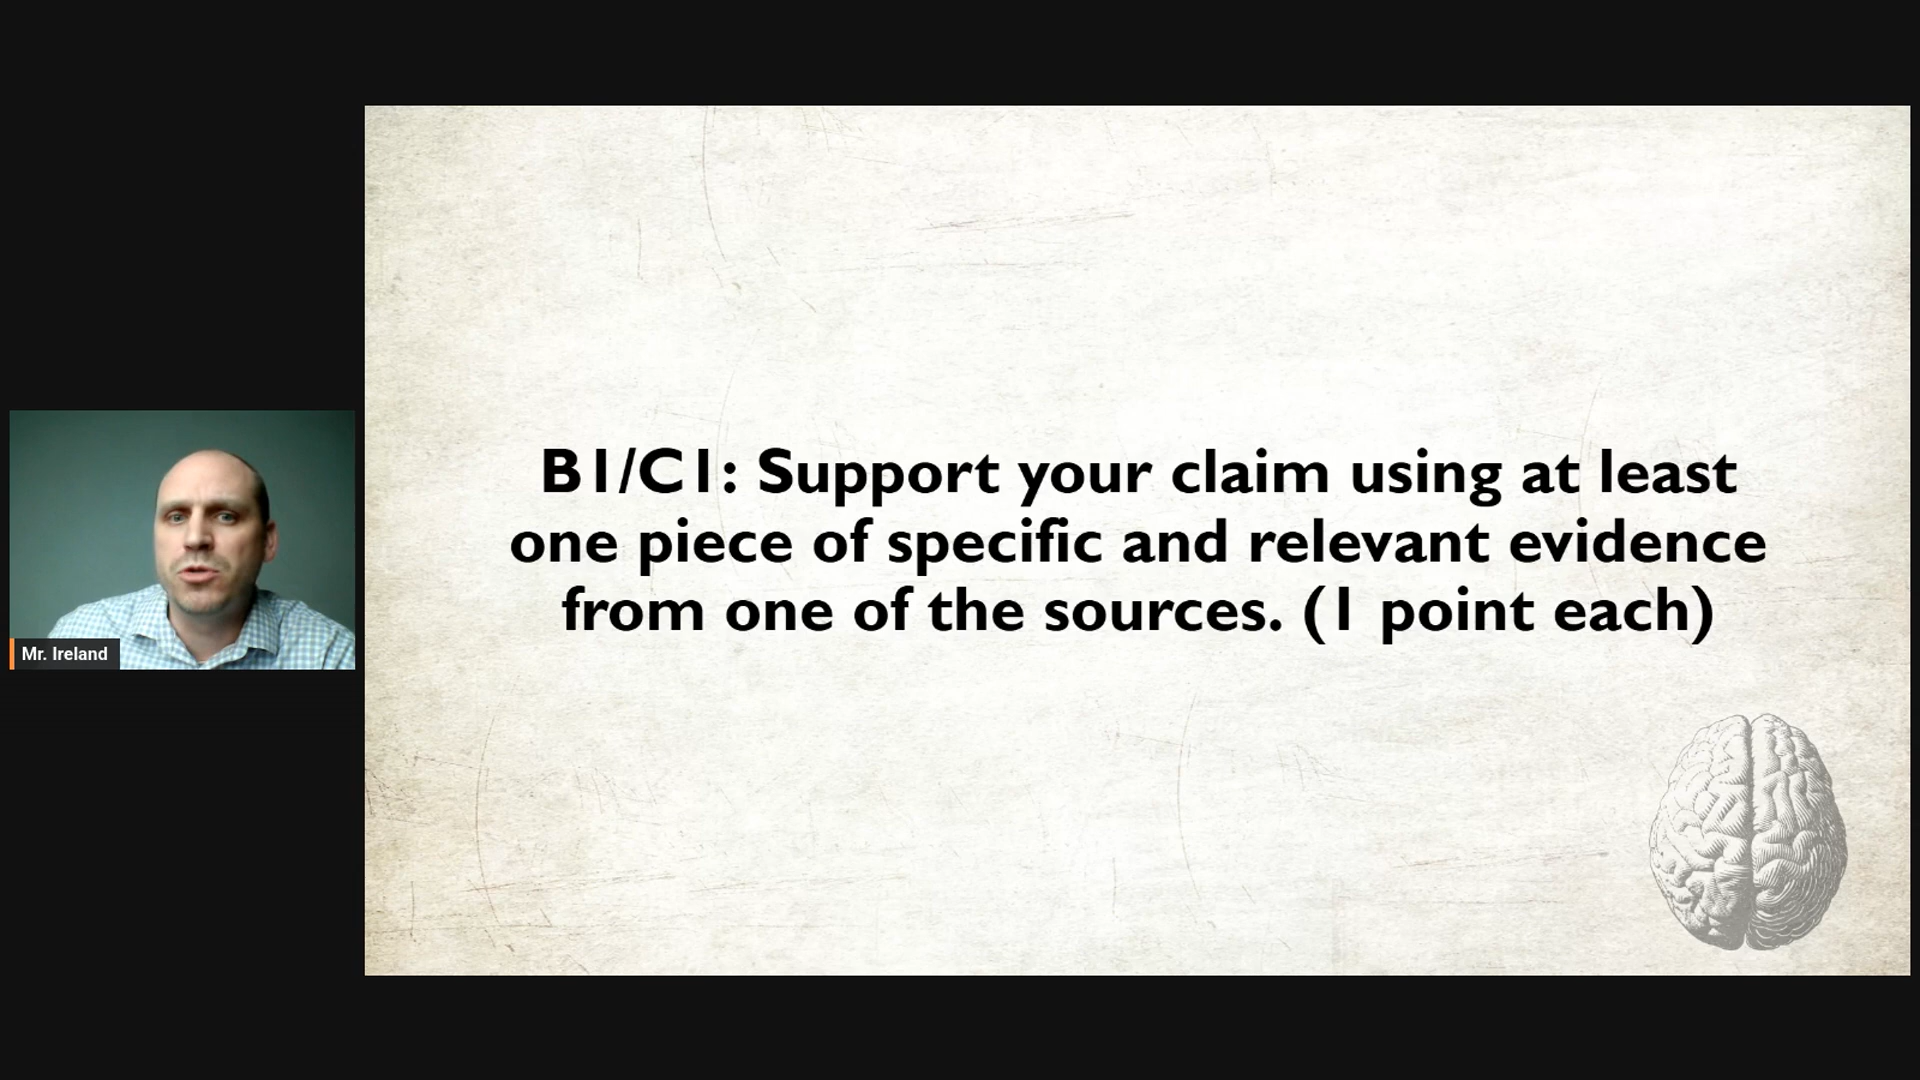 B1/C1: Support your claim using at least
one piece of specific and relevant evidence
from one of the sources. (1 point each)
Mr. Ireland